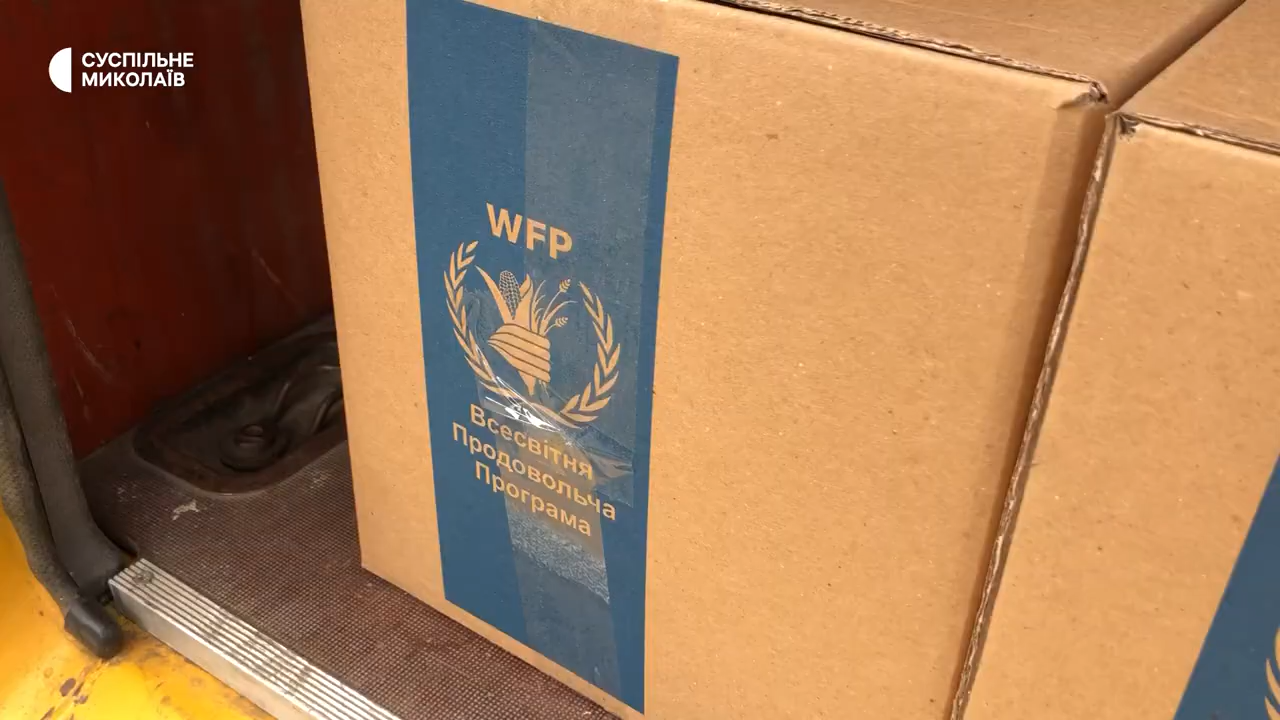 СУСПІЛЬНЕ
МИКОЛАЇВ
WFP
Всесвітня
Продовольча
Програма